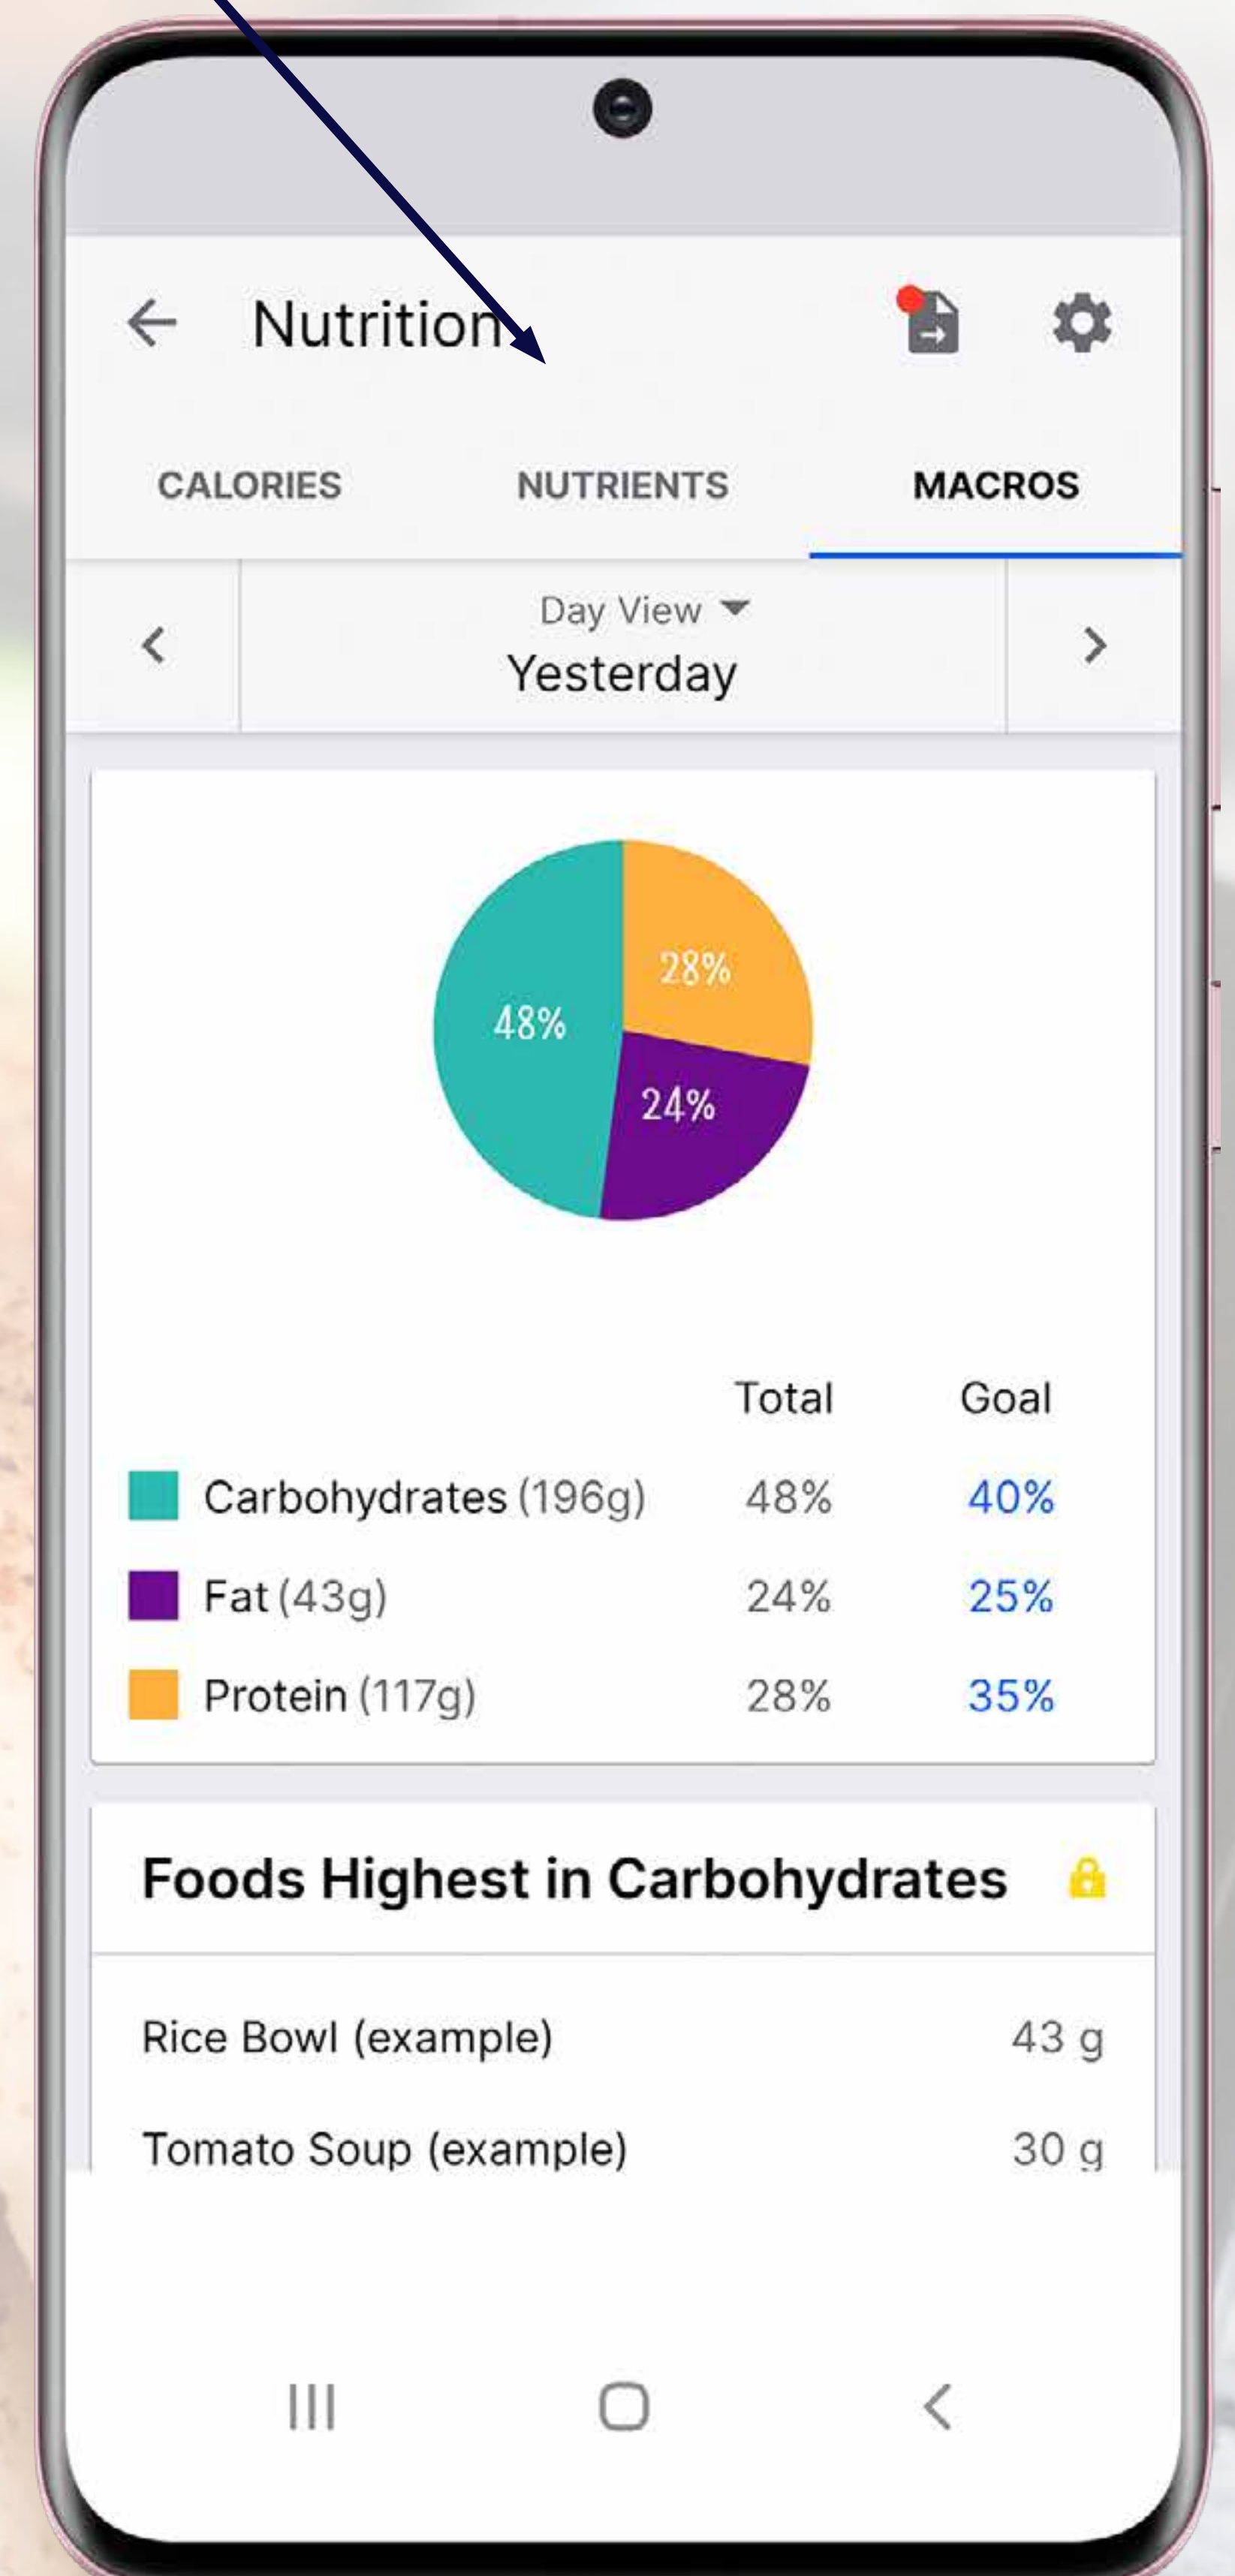 Nutrition
CALORIES NUTRIENTS MACROS
Day View
Yesterday
28%
48%
24%
Total Goal
Carbohydrates (196g) 48% 40%
Fat (43g) 24% 25%
Protein (117g) 28% 35%
Foods Highest in Carbohydrates
Rice Bowl (example) 43 g
Tomato Soup (example) 30 g